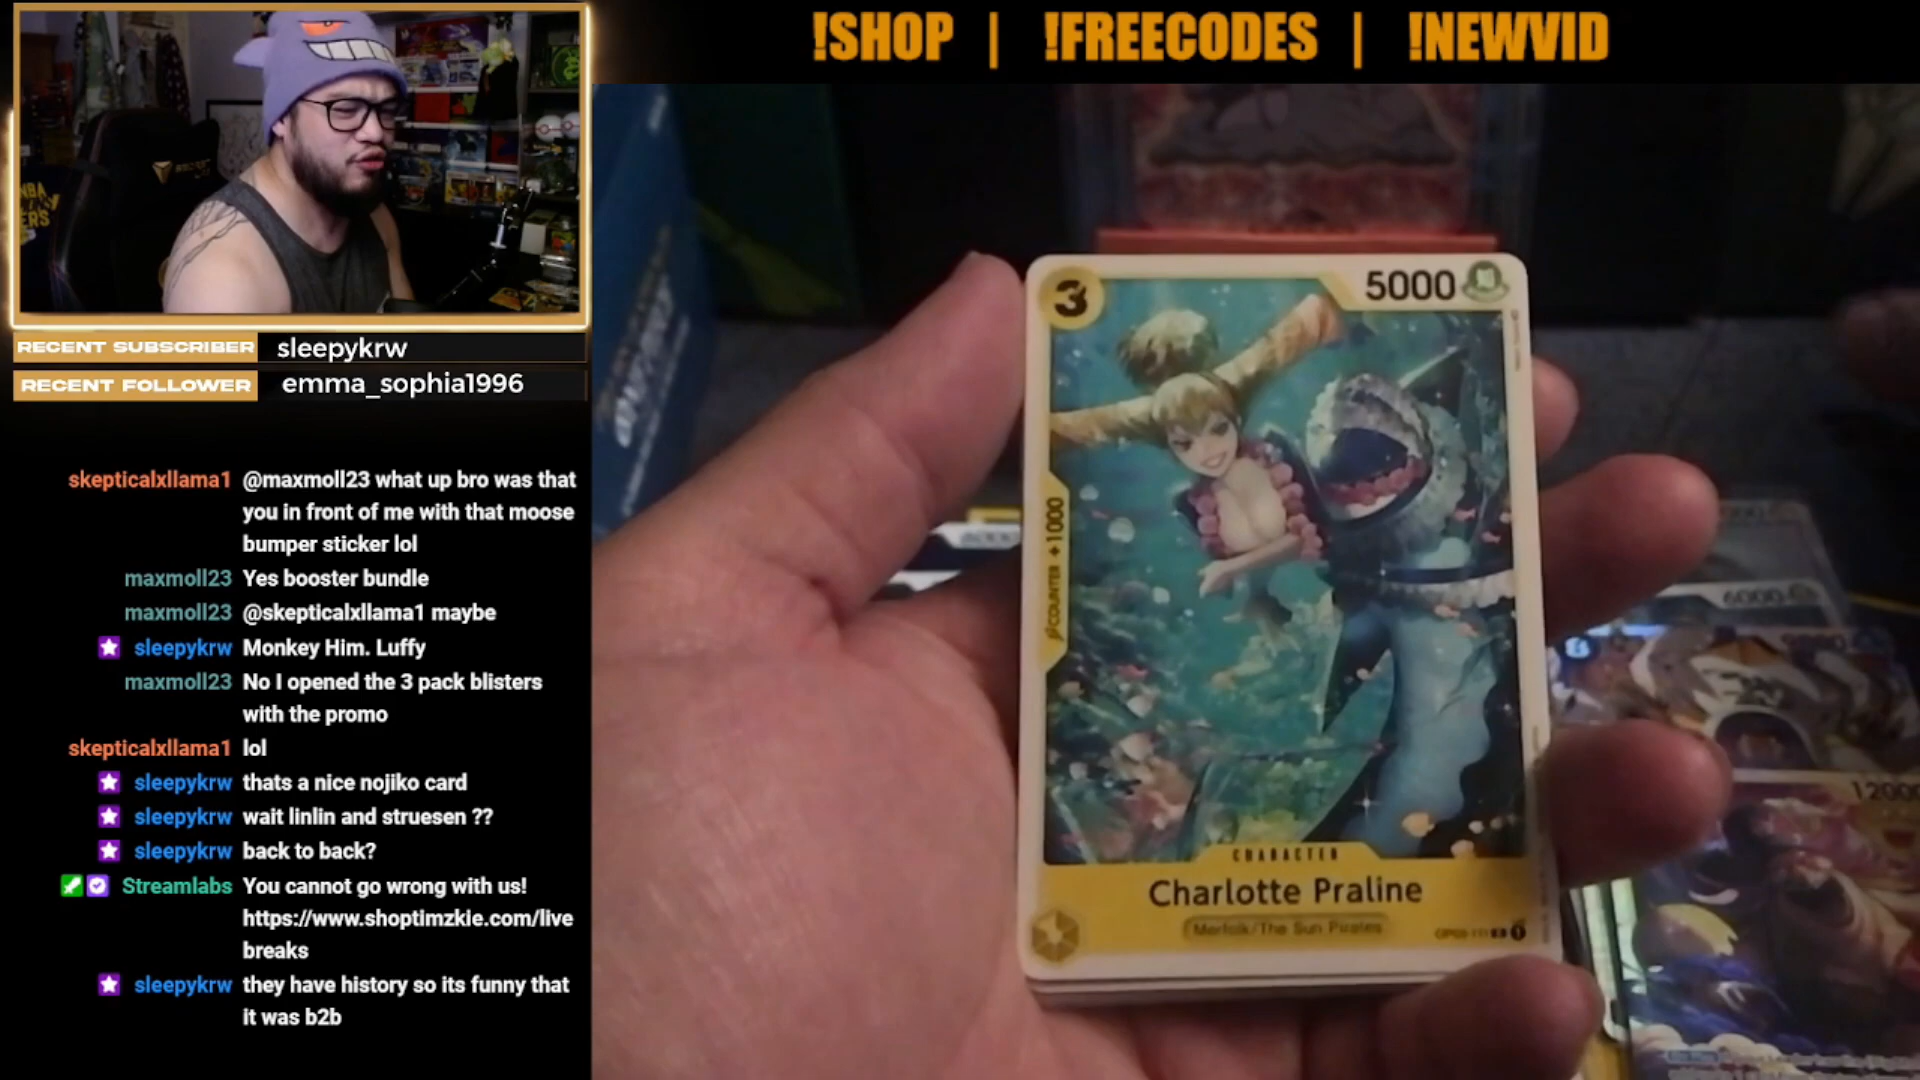 !SHOP | !FREECODES | !NEWVID
RECENT SUBSCRIBER sleepykrw
RECENT FOLLOWER emma_sophia1996
skepticalxllama1 @maxmoll23 what up bro was that
you in front of me with that moose
bumper sticker lol
maxmoll23 Yes booster bundle
maxmoll23 @skepticalxllama1 maybe
sleepykrw Monkey Him. Luffy
maxmoll23 No I opened the 3 pack blisters
with the promo
skepticalxllama1 lol
sleepykrw thats a nice nojiko card
sleepykrw wait linlin and struesen ??
sleepykrw back to back?
Streamlabs You cannot go wrong with us!
https://www.shoptimzkie.com/live
breaks
sleepykrw they have history so its funny that
it was b2b
3
5000
COUNTER +1000
CHARACTER
Charlotte Praline
Merfolk/The Sun Pirates
6000
12000